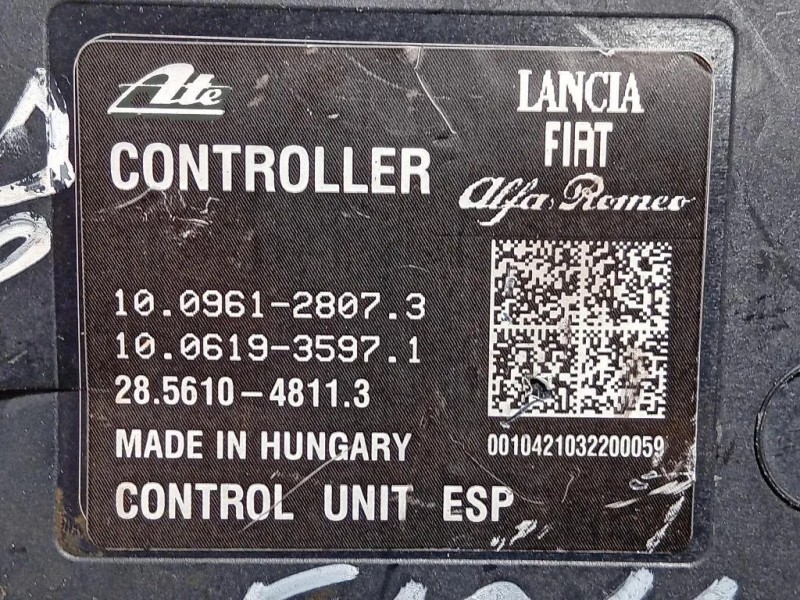 Ate
LANCIA
FIAT
Alfa Romeo
CONTROLLER
10.0961-2807.3
10.0619-3597.1
28.5610-4811.3
MADE IN HUNGARY
0010421032200059
CONTROL UNIT ESP